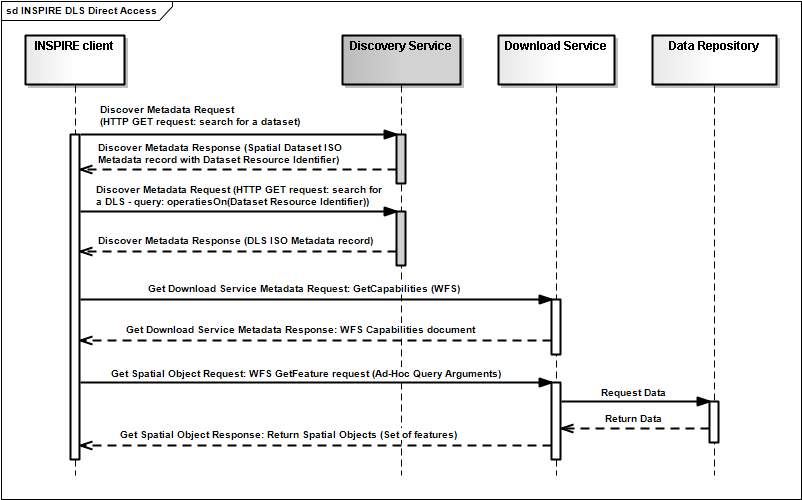 sd INSPIRE DLS Direct Access
INSPIRE client
Discovery Service
Download Service
Data Repository
Discover Metadata Request
(HTTP GET request: search for a dataset)
Discover Metadata Response (Spatial Dataset ISO
Metadata record with Dataset Resource Identifier)
Discover Metadata Request (HTTP GET request: search for
a DLS - query: operatiesOn(Dataset Resource Identifier))
Discover Metadata Response (DLS ISO Metadata record)
Get Download Service Metadata Request: GetCapabilities (WFS)
Get Download Service Metadata Response: WFS Capabilities document
Get Spatial Object Request: WFS GetFeature request (Ad-Hoc Query Arguments)
Request Data
Return Data
Get Spatial Object Response: Return Spatial Objects (Set of features)